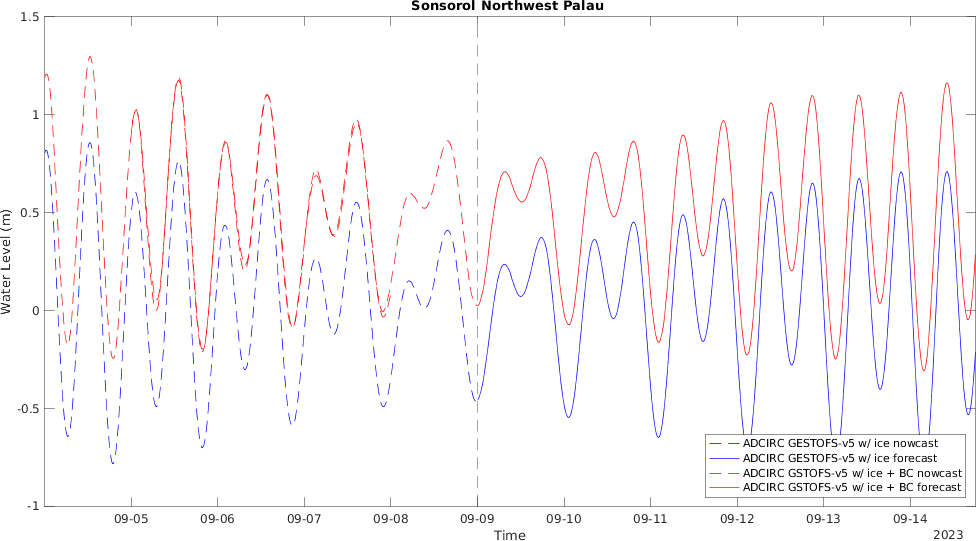 Sonsorol Northwest Palau
1.5
1
0.5
0
-0.5
-1
Water Level (m)
09-05
09-06
09-07
09-08
09-09
09-10
09-11
09-12
09-13
09-14
Time
2023
ADCIRC GESTOFS-v5 w/ ice nowcast
ADCIRC GESTOFS-v5 w/ ice forecast
ADCIRC GSTOFS-v5 w/ ice + BC nowcast
ADCIRC GSTOFS-v5 w/ ice + BC forecast